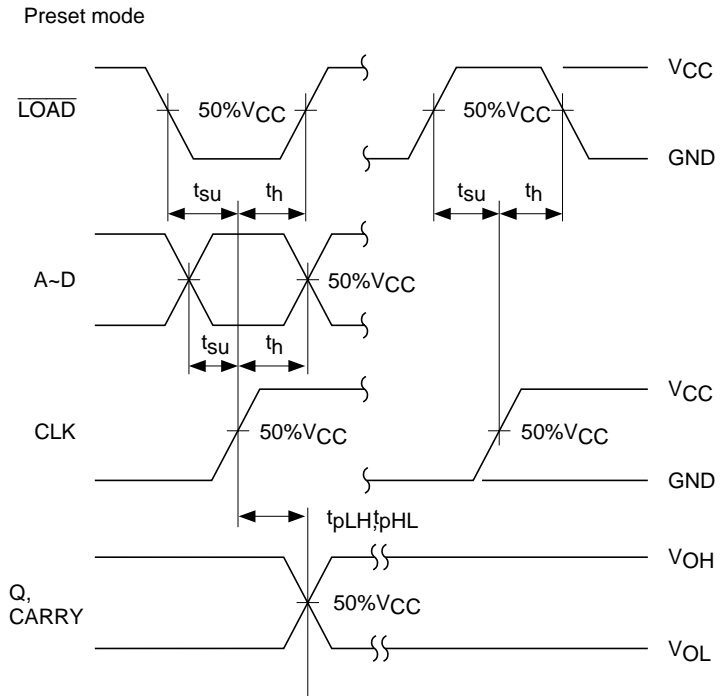 Preset mode
VCC
LOAD
50%VCC
50%VCC
GND
tsu
th
tsu
th
A~D
50%VCC
tsu
th
VCC
CLK
50%VCC
50%VCC
GND
tpLH,tpHL
VOH
Q,
CARRY
50%VCC
VOL